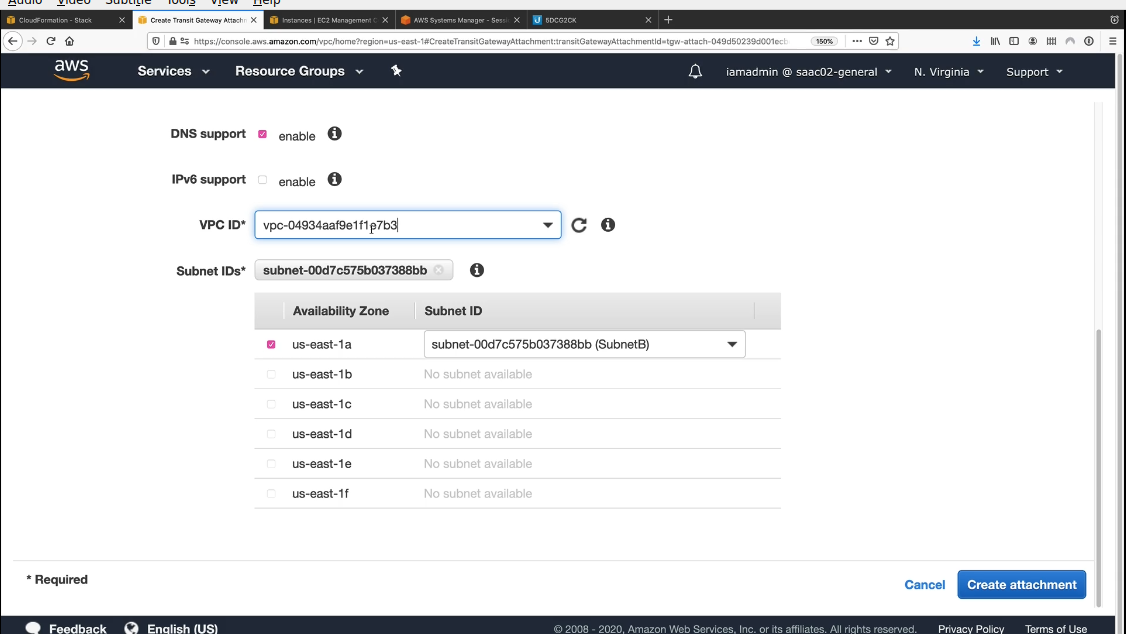 Audio Video Subtitle Tools View Help
CloudFormation - Stack Create Transit Gateway Attachm Instances | EC2 Management C AWS Systems Manager - Sessi 5DCG2CK
https://console.aws.amazon.com/vpc/home?region=us-east-1#CreateTransitGatewayAttachment:transitGatewayAttachmentId=tgw-attach-049d50239d001ecb 150%
aws Services Resource Groups iamadmin @ saac02-general N. Virginia Support
DNS support enable
IPv6 support enable
VPC ID* vpc-04934aaf9e1f1e7b3
Subnet IDs* subnet-00d7c575b037388bb
Availability Zone Subnet ID
us-east-1a subnet-00d7c575b037388bb (SubnetB)
us-east-1b No subnet available
us-east-1c No subnet available
us-east-1d No subnet available
us-east-1e No subnet available
us-east-1f No subnet available
* Required Cancel Create attachment
Feedback English (US) © 2008 - 2020, Amazon Web Services, Inc. or its affiliates. All rights reserved. Privacy Policy Terms of Use